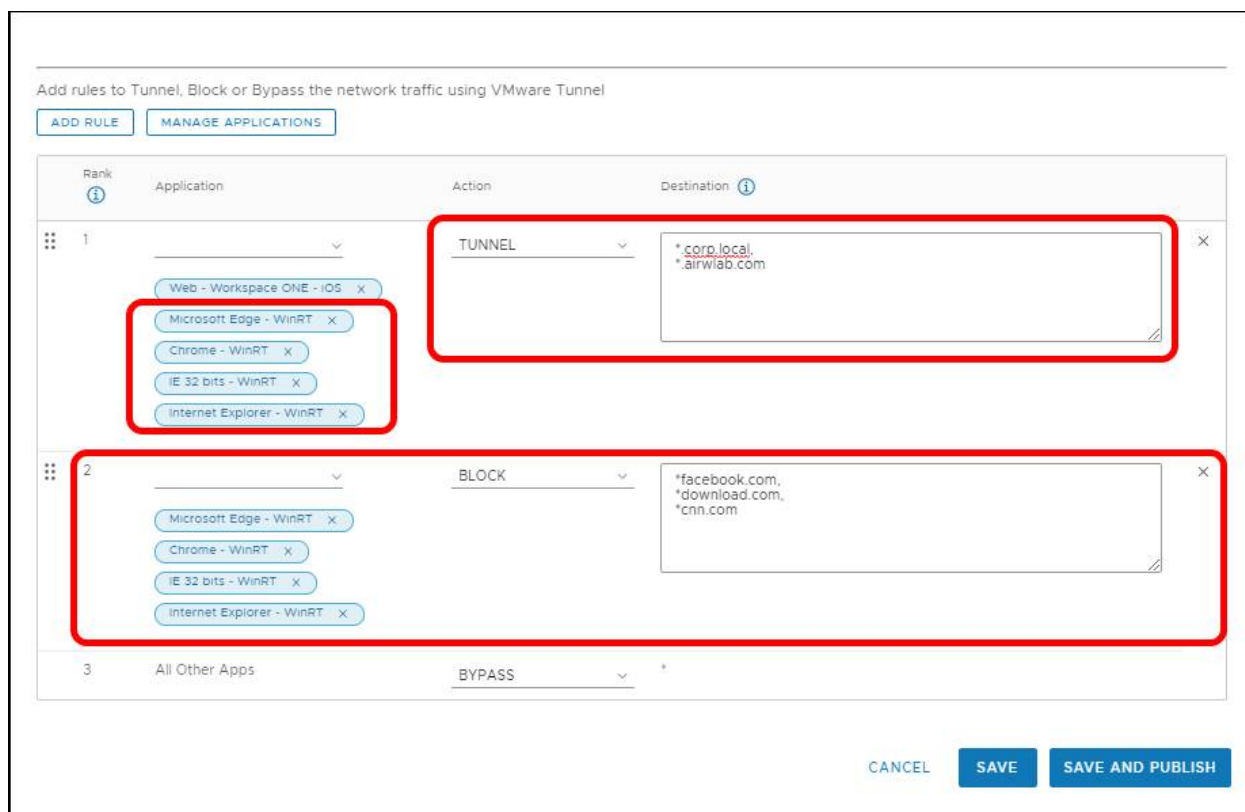 Add rules to Tunnel, Block or Bypass the network traffic using VMware Tunnel
ADD RULE MANAGE APPLICATIONS
Rank Application Action Destination
1 TUNNEL *.corp.local,
*.airwlab.com
Web - Workspace ONE - iOS X
Microsoft Edge - WinRT X
Chrome - WinRT X
IE 32 bits - WinRT X
Internet Explorer - WinRT X
2 BLOCK *facebook.com,
*download.com,
*cnn.com
Microsoft Edge - WinRT X
Chrome - WinRT X
IE 32 bits - WinRT X
Internet Explorer - WinRT X
3 All Other Apps BYPASS *
CANCEL SAVE SAVE AND PUBLISH